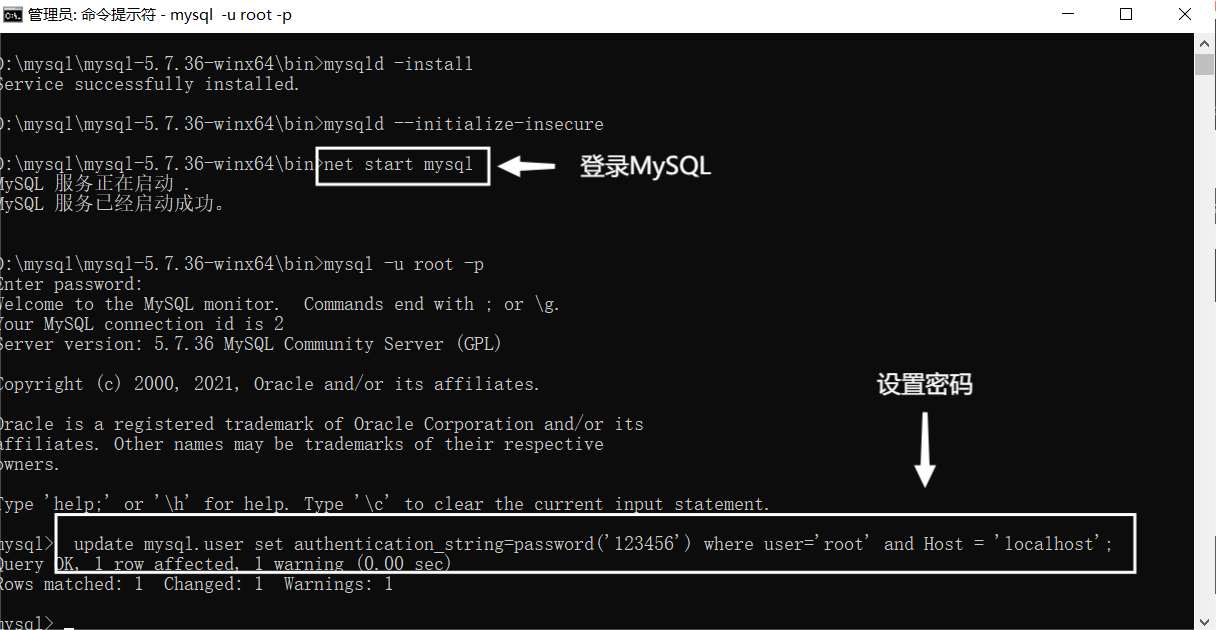 管理员: 命令提示符 - mysql -u root -p
D:\mysql\mysql-5.7.36-winx64\bin>mysqld -install
Service successfully installed.
D:\mysql\mysql-5.7.36-winx64\bin>mysqld --initialize-insecure
D:\mysql\mysql-5.7.36-winx64\bin>net start mysql
登录MySQL
MySQL 服务正在启动 .
MySQL 服务已经启动成功。
D:\mysql\mysql-5.7.36-winx64\bin>mysql -u root -p
Enter password:
Welcome to the MySQL monitor.  Commands end with ; or \g.
Your MySQL connection id is 2
Server version: 5.7.36 MySQL Community Server (GPL)
Copyright (c) 2000, 2021, Oracle and/or its affiliates.
设置密码
Oracle is a registered trademark of Oracle Corporation and/or its
affiliates. Other names may be trademarks of their respective
owners.
Type 'help;' or '\h' for help. Type '\c' to clear the current input statement.
mysql>  update mysql.user set authentication_string=password('123456') where user='root' and Host = 'localhost';
Query OK, 1 row affected, 1 warning (0.00 sec)
Rows matched: 1  Changed: 1  Warnings: 1
mysql> _